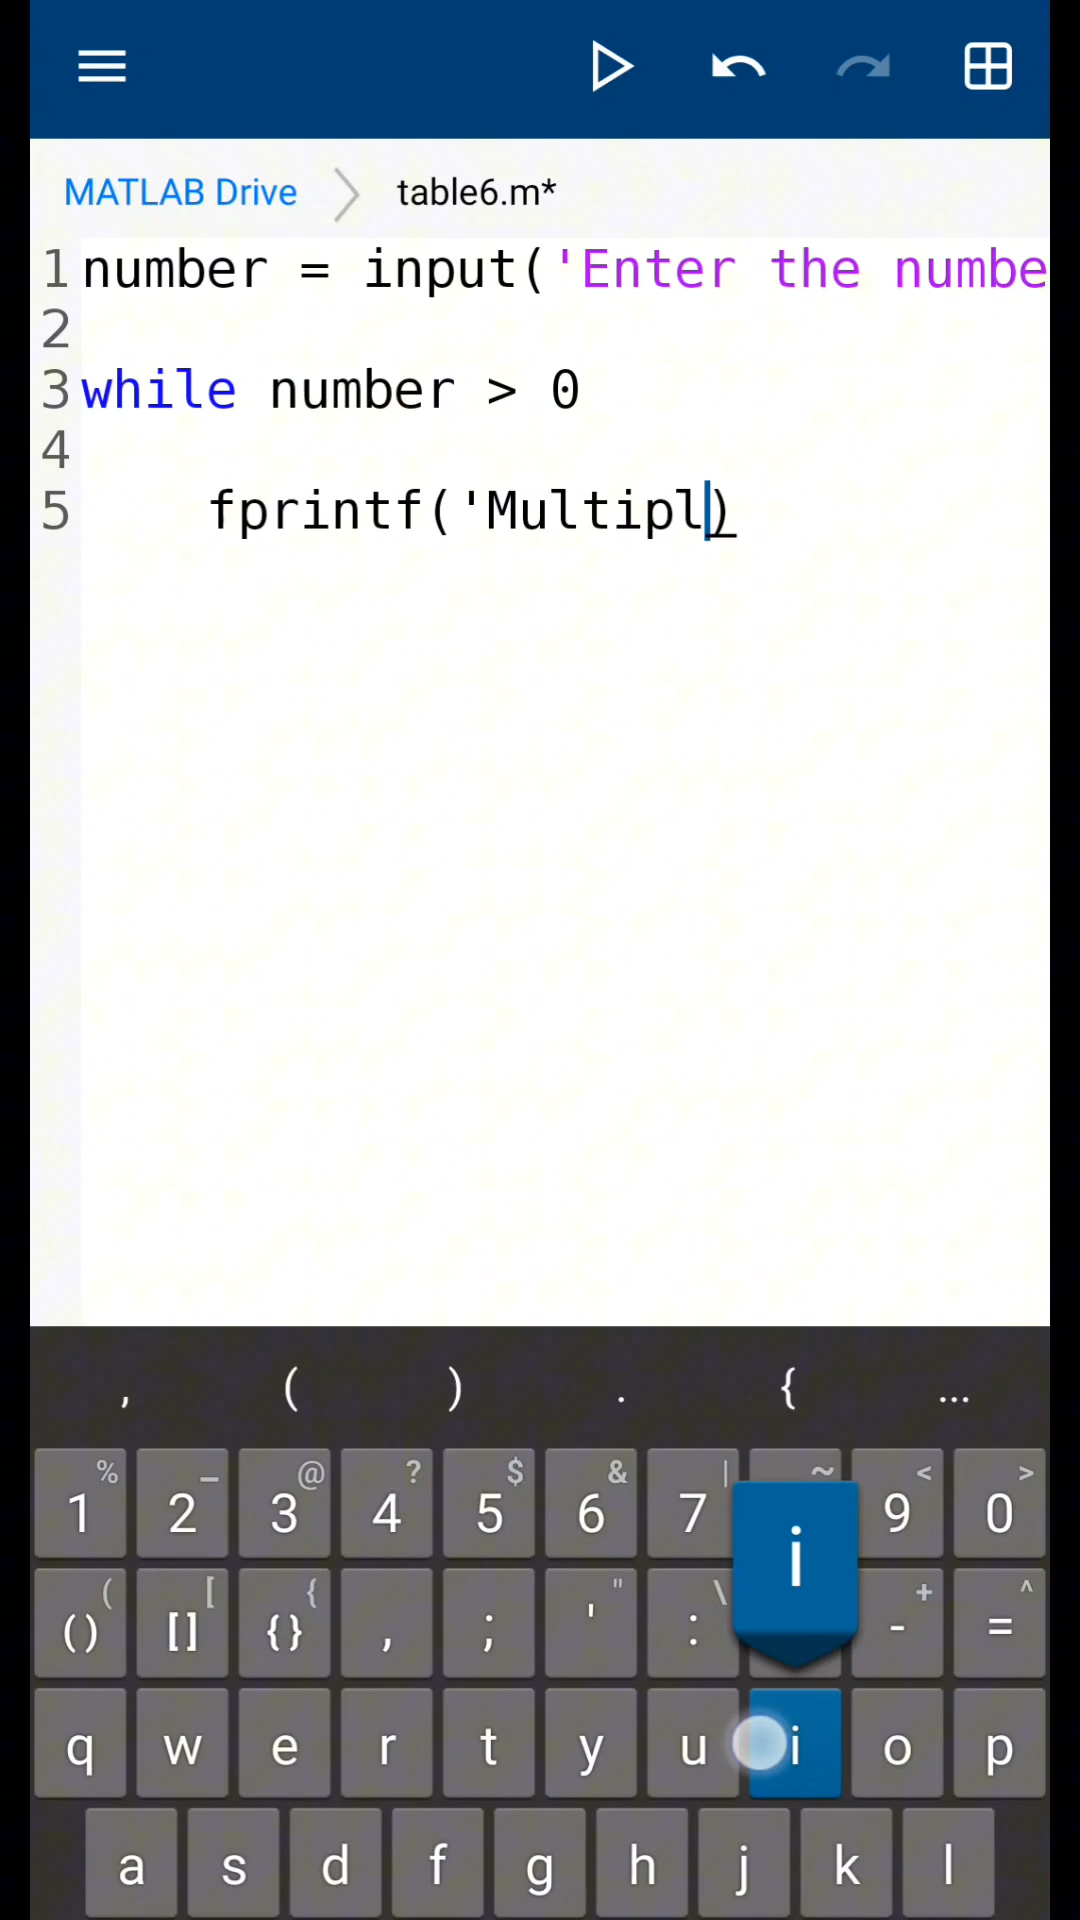 MATLAB Drive table6.m*
1 number = input('Enter the numbe
2
3 while number > 0
4
5 fprintf('Multipl)
, ( ) . { ...
% _ @ ? $ & | ~ < >
1 2 3 4 5 6 7 9 0
i
( [ { " \ + ^
() [] {} , ; ' : - =
q w e r t y u i o p
a s d f g h j k l